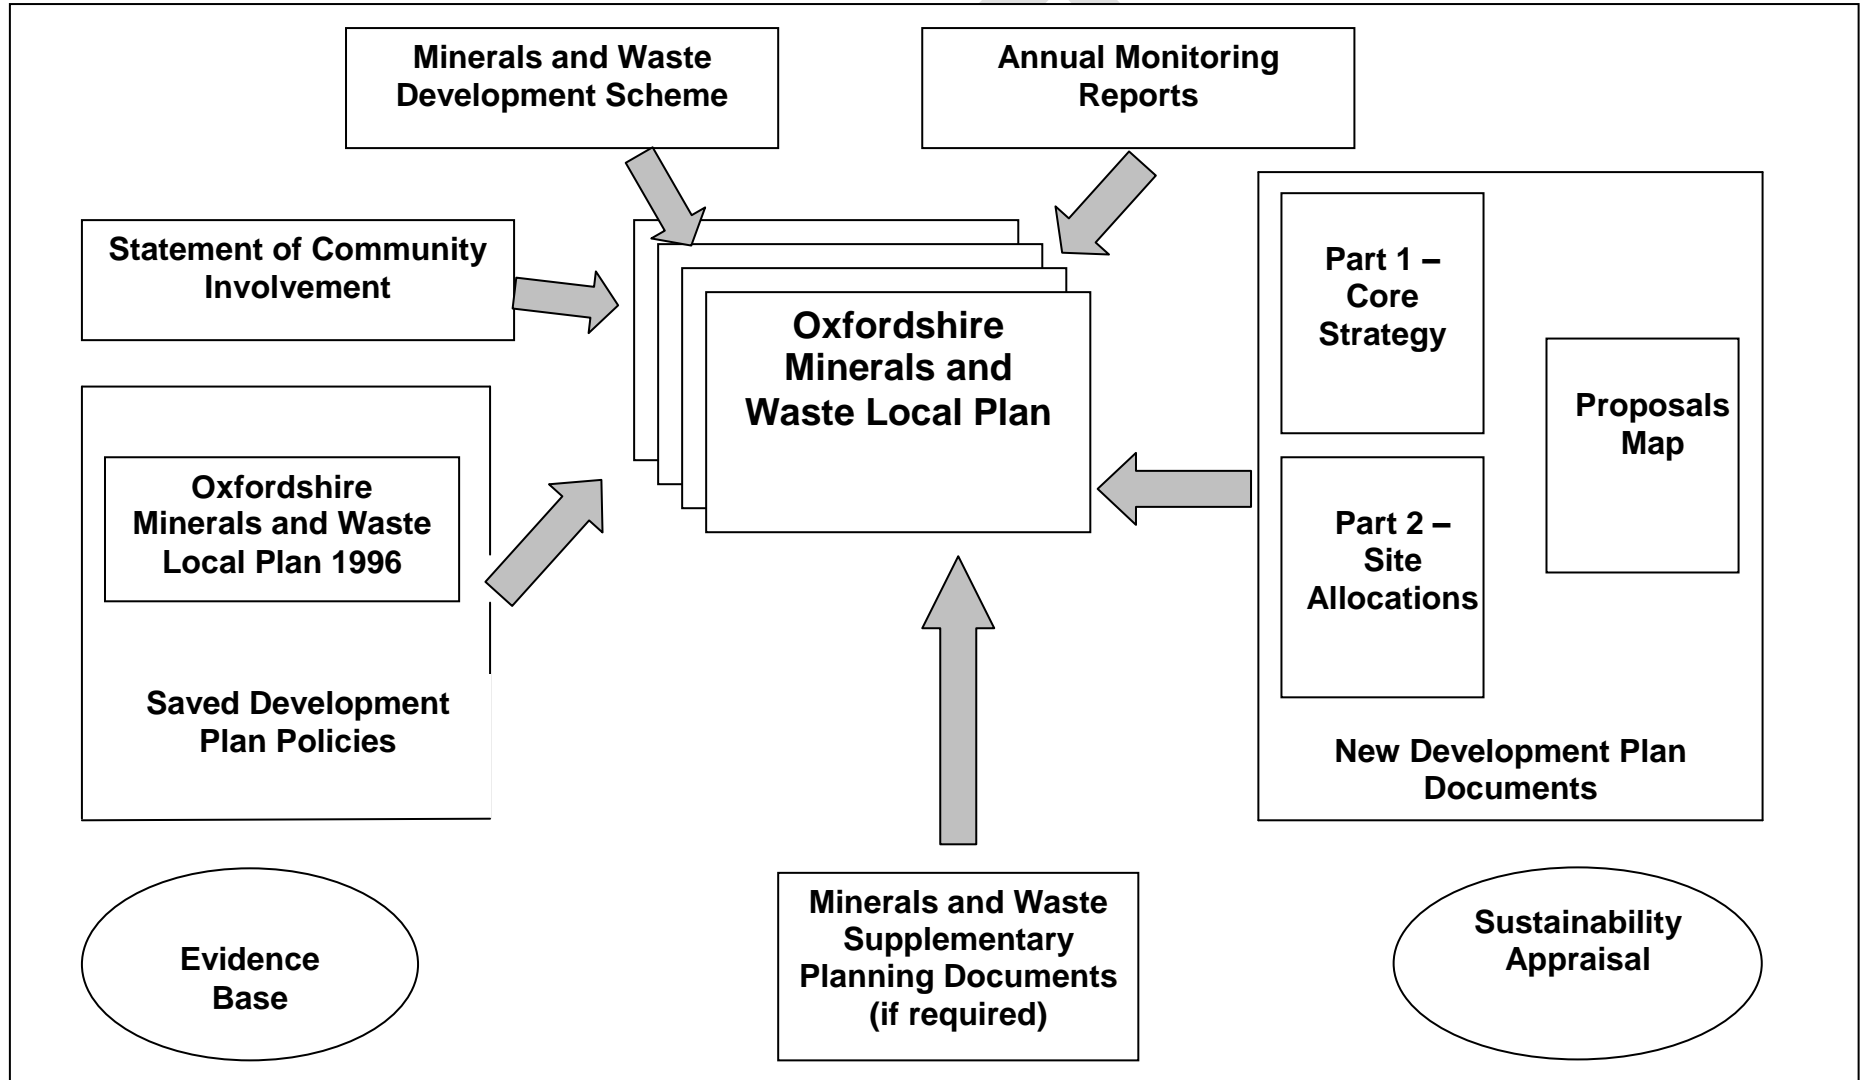 Minerals and Waste
Development Scheme
Annual Monitoring
Reports
Statement of Community
Involvement
Oxfordshire
Minerals and
Waste Local Plan
Part 1 –
Core
Strategy
Proposals
Map
Part 2 –
Site
Allocations
New Development Plan
Documents
Oxfordshire
Minerals and Waste
Local Plan 1996
Saved Development
Plan Policies
Evidence
Base
Minerals and Waste
Supplementary
Planning Documents
(if required)
Sustainability
Appraisal